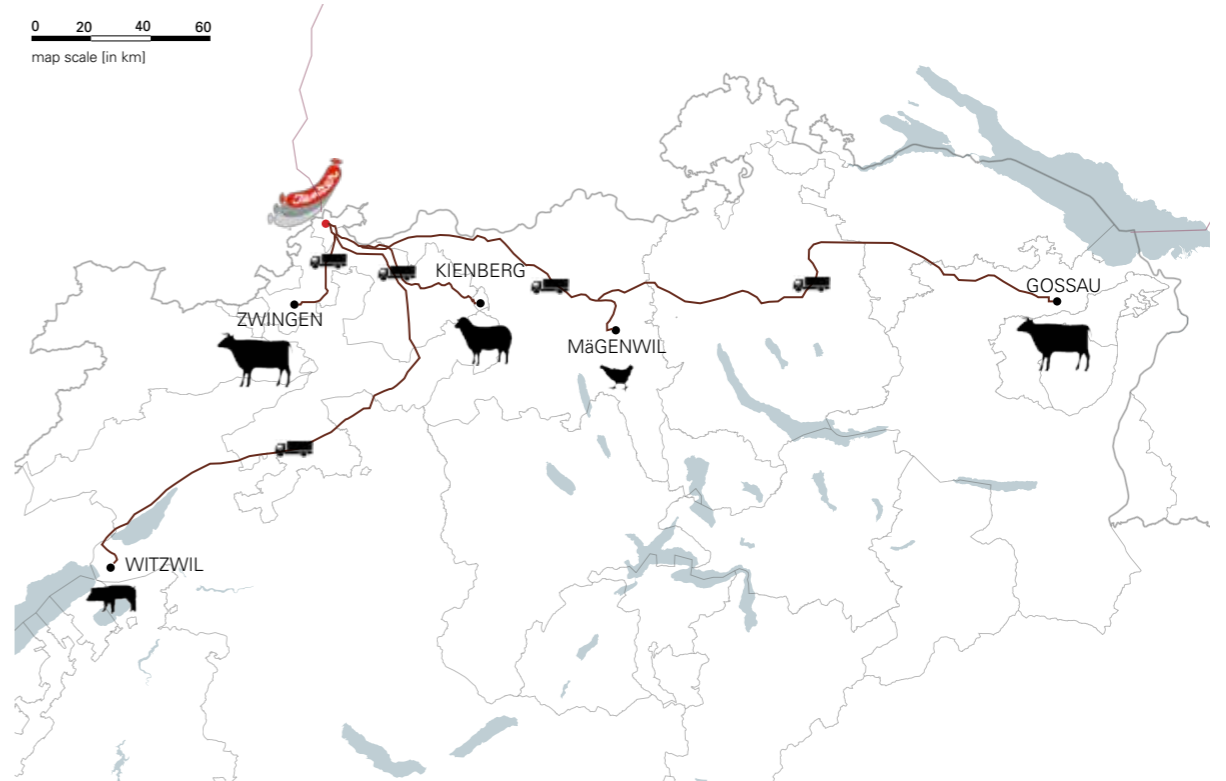 0 20 40 60
map scale [in km]
KIENBERG
GOSSAU
ZWINGEN
MäGENWIL
WITZWIL